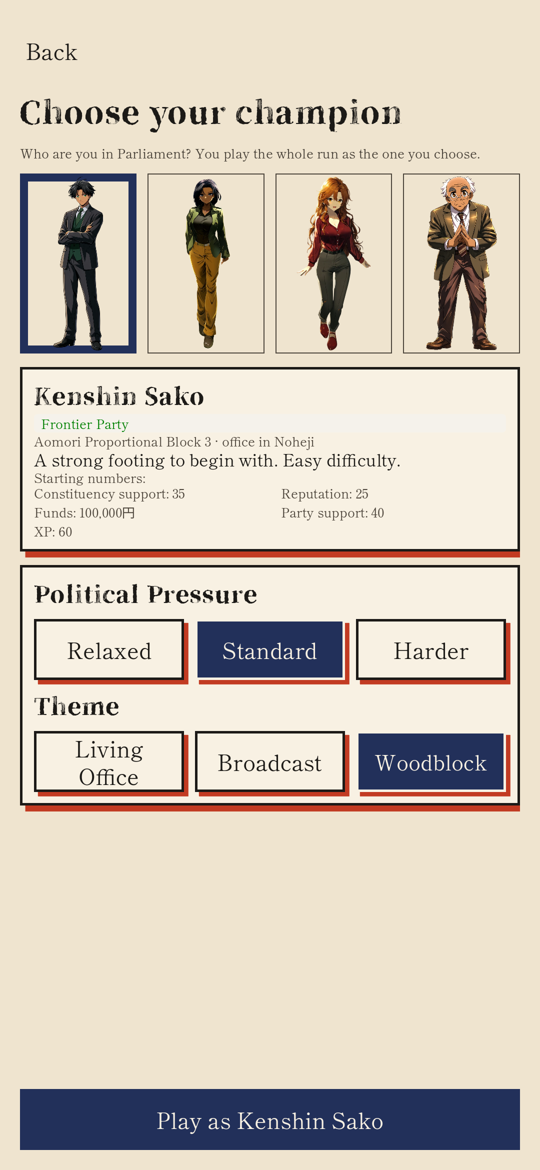 Back
Choose your champion
Who are you in Parliament? You play the whole run as the one you choose.
Kenshin Sako
Frontier Party
Aomori Proportional Block 3 · office in Noheji
A strong footing to begin with. Easy difficulty.
Starting numbers:
Constituency support: 35
Reputation: 25
Funds: 100,000円
Party support: 40
XP: 60
Political Pressure
Relaxed
Standard
Harder
Theme
Living
Office
Broadcast
Woodblock
Play as Kenshin Sako